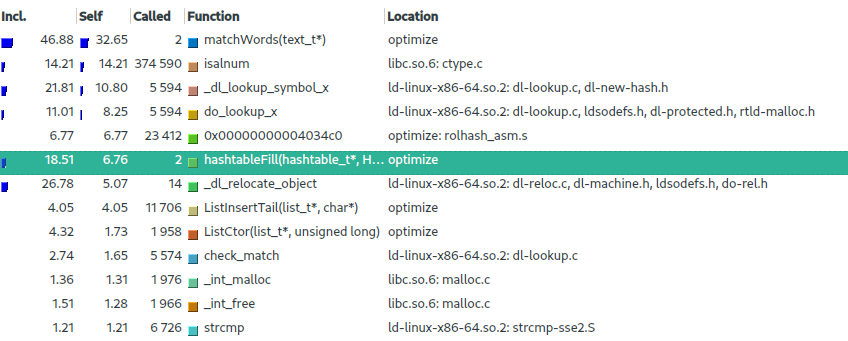 Incl. Self Called Function Location
46.88 32.65 2 matchWords(text_t*) optimize
14.21 14.21 374 590 isalnum libc.so.6: ctype.c
21.81 10.80 5 594 _dl_lookup_symbol_x ld-linux-x86-64.so.2: dl-lookup.c, dl-new-hash.h
11.01 8.25 5 594 do_lookup_x ld-linux-x86-64.so.2: dl-lookup.c, ldsodefs.h, dl-protected.h, rtld-malloc.h
6.77 6.77 23 412 0x00000000004034c0 optimize: rolhash_asm.s
18.51 6.76 2 hashtableFill(hashtable_t*, H... optimize
26.78 5.07 14 _dl_relocate_object ld-linux-x86-64.so.2: dl-reloc.c, dl-machine.h, ldsodefs.h, do-rel.h
4.05 4.05 11 706 ListInsertTail(list_t*, char*) optimize
4.32 1.73 1 958 ListCtor(list_t*, unsigned long) optimize
2.74 1.65 5 574 check_match ld-linux-x86-64.so.2: dl-lookup.c
1.36 1.31 1 976 _int_malloc libc.so.6: malloc.c
1.51 1.28 1 966 _int_free libc.so.6: malloc.c
1.21 1.21 6 726 strcmp ld-linux-x86-64.so.2: strcmp-sse2.S